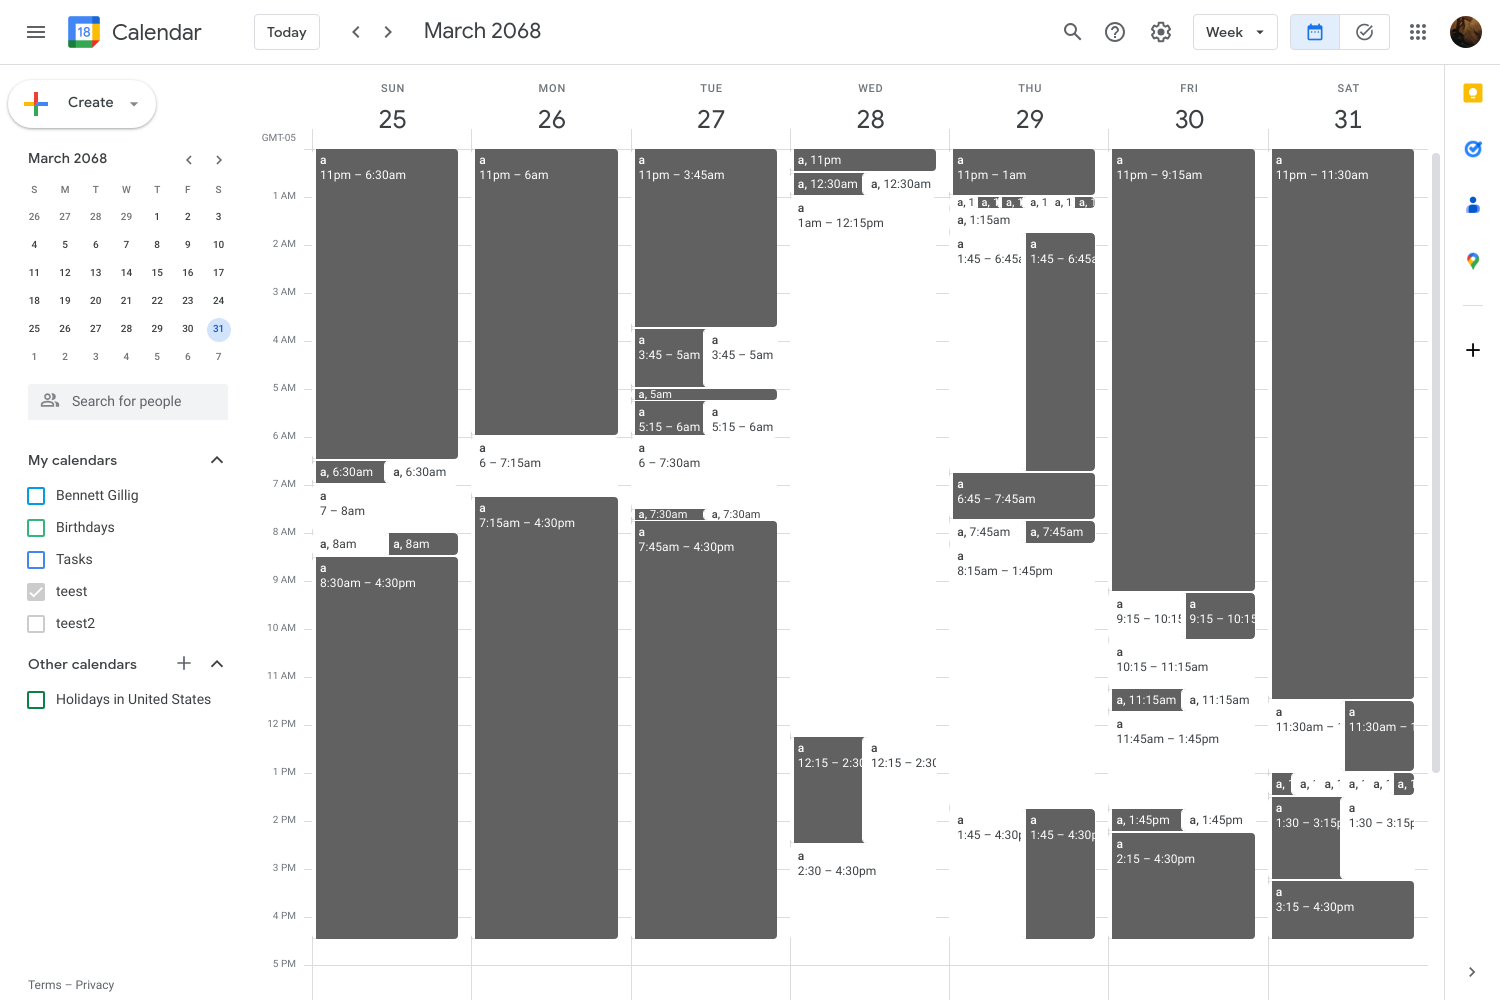 18 Calendar
Today
March 2068
Week
Create
March 2068
S M T W T F S
26 27 28 29 1 2 3
4 5 6 7 8 9 10
11 12 13 14 15 16 17
18 19 20 21 22 23 24
25 26 27 28 29 30 31
1 2 3 4 5 6 7
Search for people
My calendars
Bennett Gillig
Birthdays
Tasks
teest
teest2
Other calendars
Holidays in United States
Terms – Privacy
GMT-05
1 AM
2 AM
3 AM
4 AM
5 AM
6 AM
7 AM
8 AM
9 AM
10 AM
11 AM
12 PM
1 PM
2 PM
3 PM
4 PM
5 PM
SUN
25
a
11pm – 6:30am
a, 6:30am
a, 6:30am
a
7 – 8am
a, 8am
a, 8am
a
8:30am – 4:30pm
MON
26
a
11pm – 6am
a
6 – 7:15am
a
7:15am – 4:30pm
TUE
27
a
11pm – 3:45am
a
3:45 – 5am
a
3:45 – 5am
a, 5am
a
5:15 – 6am
a
5:15 – 6am
a
6 – 7:30am
a, 7:30am
a, 7:30am
a
7:45am – 4:30pm
WED
28
a, 11pm
a, 12:30am
a, 12:30am
a
1am – 12:15pm
a
12:15 – 2:30
a
12:15 – 2:30
a
2:30 – 4:30pm
THU
29
a
11pm – 1am
a, 1
a, 1
a, 1
a, 1
a, 1
a, 1
a, 1:15am
a
1:45 – 6:45a
a
1:45 – 6:45a
a
6:45 – 7:45am
a, 7:45am
a, 7:45am
a
8:15am – 1:45pm
a
1:45 – 4:30p
a
1:45 – 4:30p
FRI
30
a
11pm – 9:15am
a
9:15 – 10:15
a
9:15 – 10:15
a
10:15 – 11:15am
a, 11:15am
a, 11:15am
a
11:45am – 1:45pm
a, 1:45pm
a, 1:45pm
a
2:15 – 4:30pm
SAT
31
a
11pm – 11:30am
a
11:30am –
a
11:30am –
a,
a,
a,
a,
a,
a,
a
1:30 – 3:15p
a
1:30 – 3:15p
a
3:15 – 4:30pm